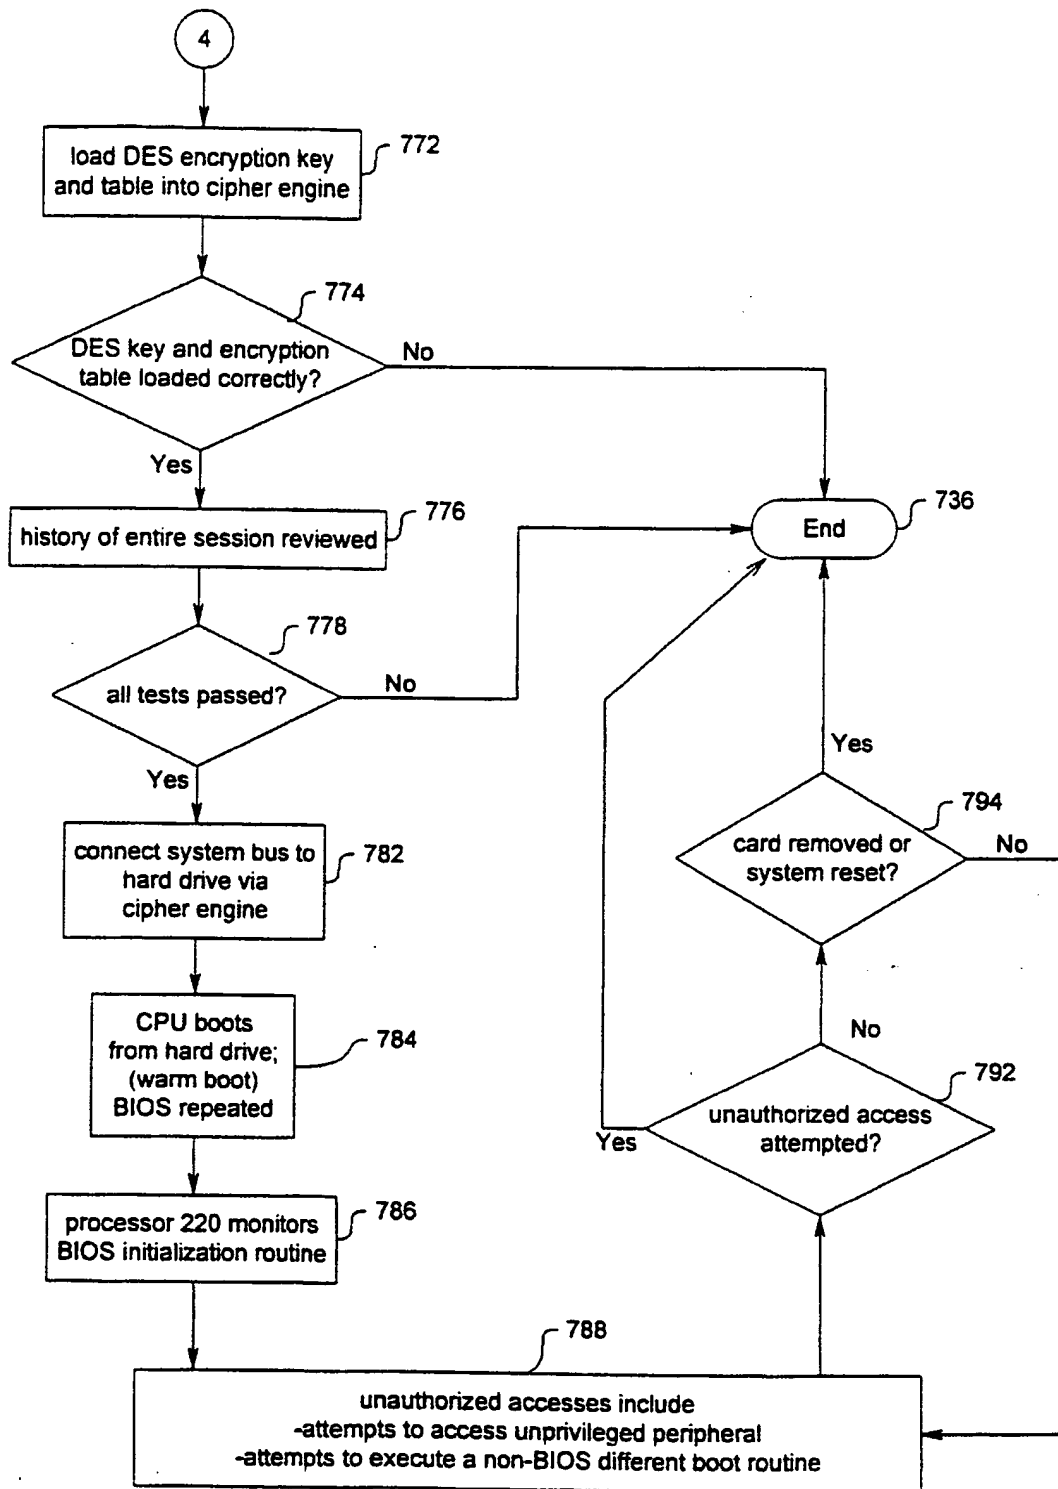 4
load DES encryption key
and table into cipher engine
772
774
DES key and encryption
table loaded correctly?
No
Yes
history of entire session reviewed
776
End
736
778
all tests passed?
No
Yes
connect system bus to
hard drive via
cipher engine
782
CPU boots
from hard drive;
(warm boot)
BIOS repeated
784
processor 220 monitors
BIOS initialization routine
786
Yes
794
card removed or
system reset?
No
No
792
unauthorized access
attempted?
Yes
788
unauthorized accesses include
-attempts to access unprivileged peripheral
-attempts to execute a non-BIOS different boot routine